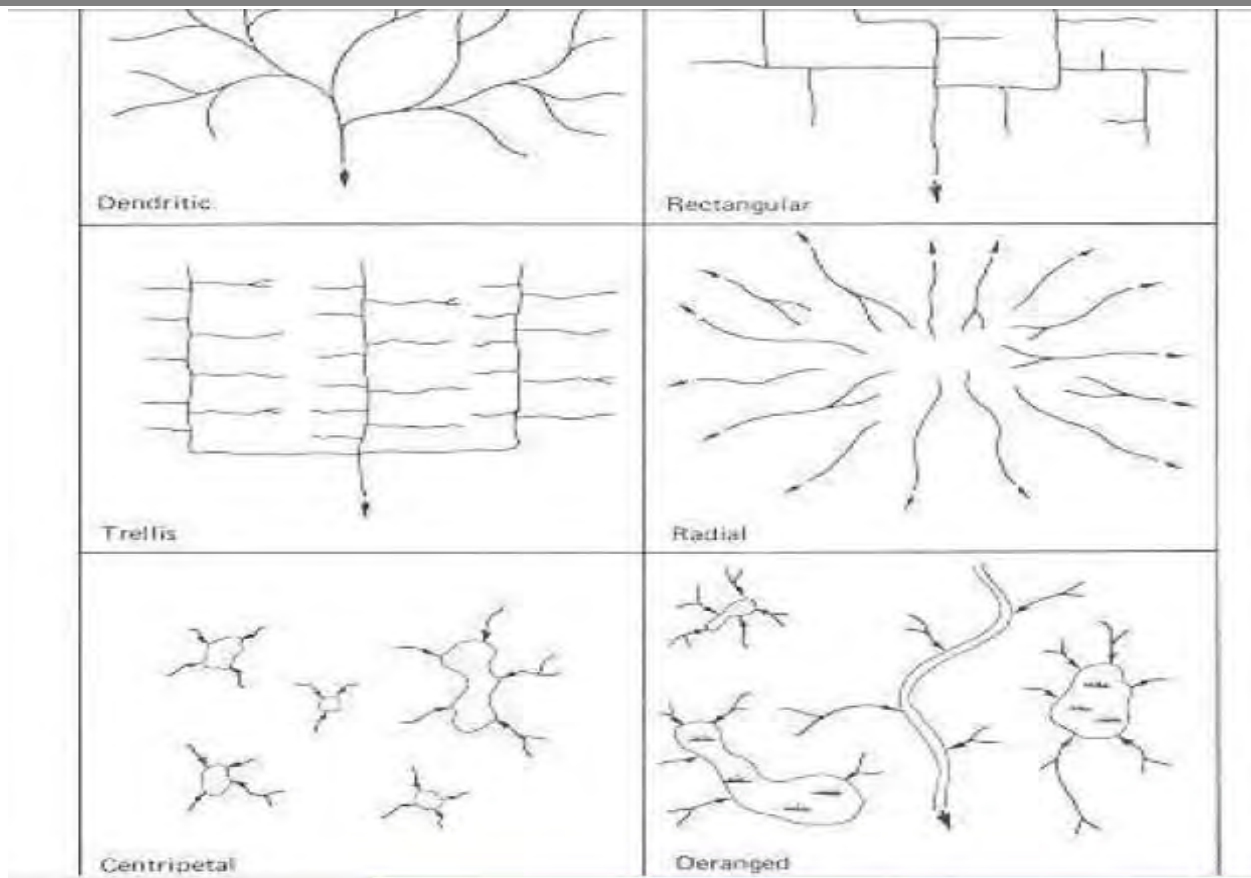 Dendritic
Rectangular
Trellis
Radial
Centripetal
Deranged